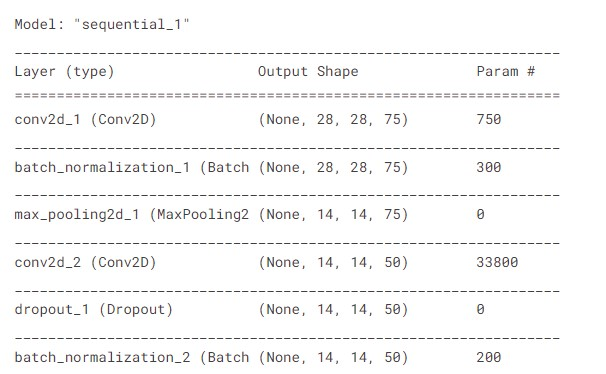 Model: "sequential_1"
_________________________________________________________________
Layer (type)                 Output Shape              Param #
=================================================================
conv2d_1 (Conv2D)            (None, 28, 28, 75)        750
_________________________________________________________________
batch_normalization_1 (Batch (None, 28, 28, 75)        300
_________________________________________________________________
max_pooling2d_1 (MaxPooling2 (None, 14, 14, 75)        0
_________________________________________________________________
conv2d_2 (Conv2D)            (None, 14, 14, 50)        33800
_________________________________________________________________
dropout_1 (Dropout)          (None, 14, 14, 50)        0
_________________________________________________________________
batch_normalization_2 (Batch (None, 14, 14, 50)        200